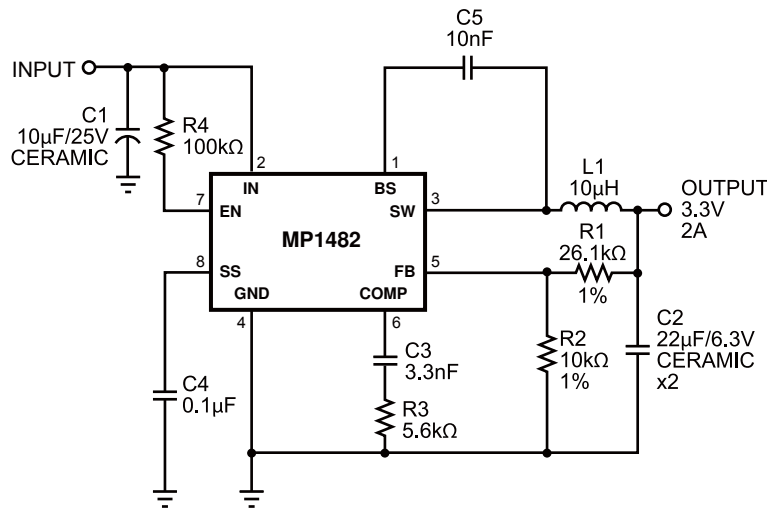 C5
10nF
INPUT
C1
10µF/25V
CERAMIC
R4
100kΩ
2
1
IN
BS
L1
10µH
OUTPUT
3.3V
2A
7
EN
SW
3
MP1482
R1
26.1kΩ
1%
8
SS
FB
5
GND
COMP
4
6
C2
22µF/6.3V
CERAMIC
x2
R2
10kΩ
1%
C3
3.3nF
C4
0.1µF
R3
5.6kΩ